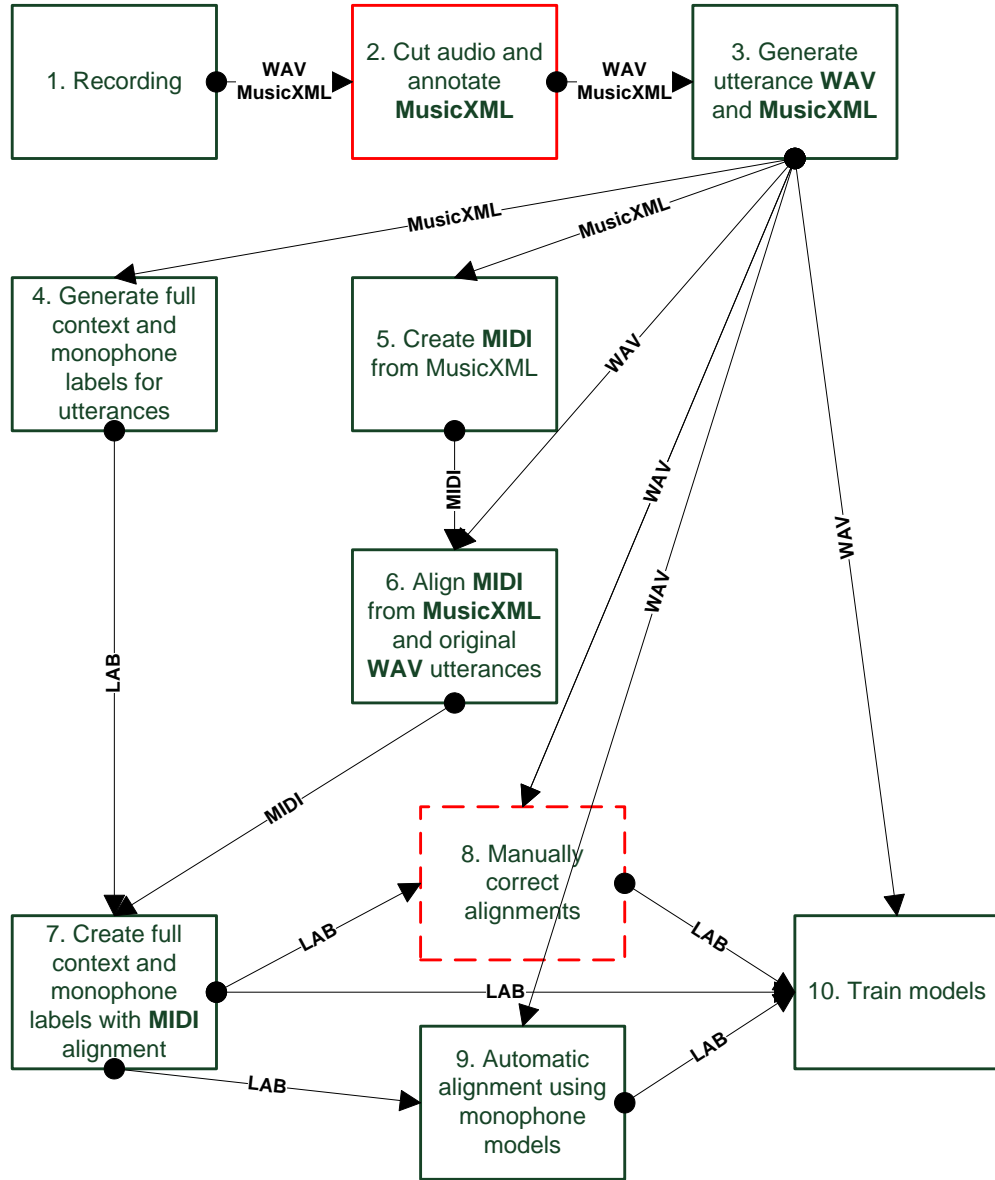 1. Recording
WAV
MusicXML
2. Cut audio and
annotate
MusicXML
WAV
MusicXML
3. Generate
utterance WAV
and MusicXML
MusicXML
MusicXML
WAV
WAV
WAV
WAV
4. Generate full
context and
monophone
labels for
utterances
5. Create MIDI
from MusicXML
MIDI
6. Align MIDI
from MusicXML
and original
WAV utterances
LAB
MIDI
7. Create full
context and
monophone
labels with MIDI
alignment
LAB
LAB
LAB
8. Manually
correct
alignments
LAB
9. Automatic
alignment using
monophone
models
LAB
10. Train models